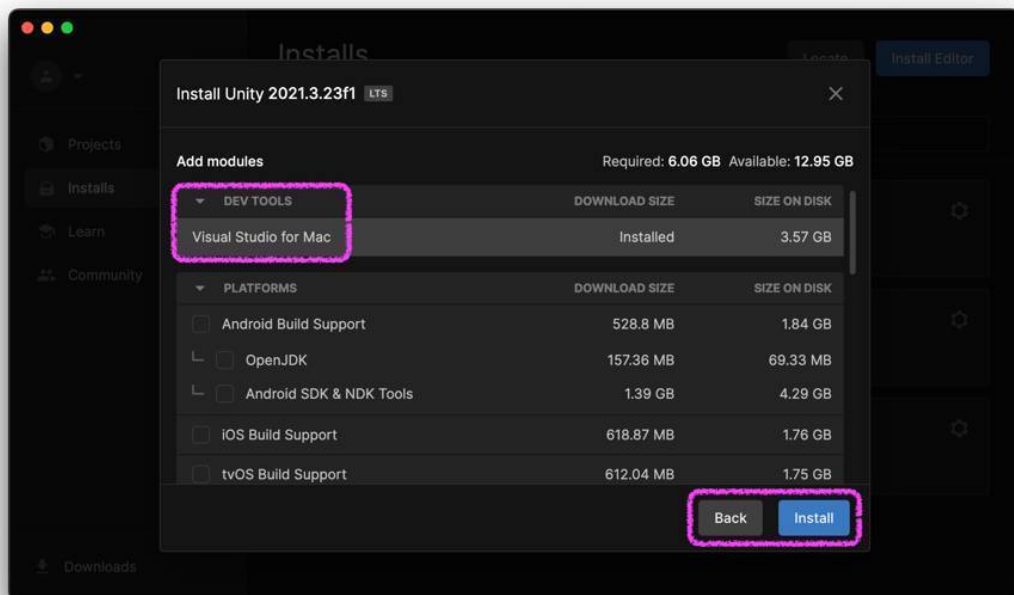 Installs
Locate
Install Editor
Install Unity 2021.3.23f1 LTS
Projects
Installs
Learn
Community
Downloads
Add modules
Required: 6.06 GB Available: 12.95 GB
DEV TOOLS DOWNLOAD SIZE SIZE ON DISK
Visual Studio for Mac Installed 3.57 GB
PLATFORMS DOWNLOAD SIZE SIZE ON DISK
Android Build Support 528.8 MB 1.84 GB
OpenJDK 157.36 MB 69.33 MB
Android SDK & NDK Tools 1.39 GB 4.29 GB
iOS Build Support 618.87 MB 1.76 GB
tvOS Build Support 612.04 MB 1.75 GB
Back Install